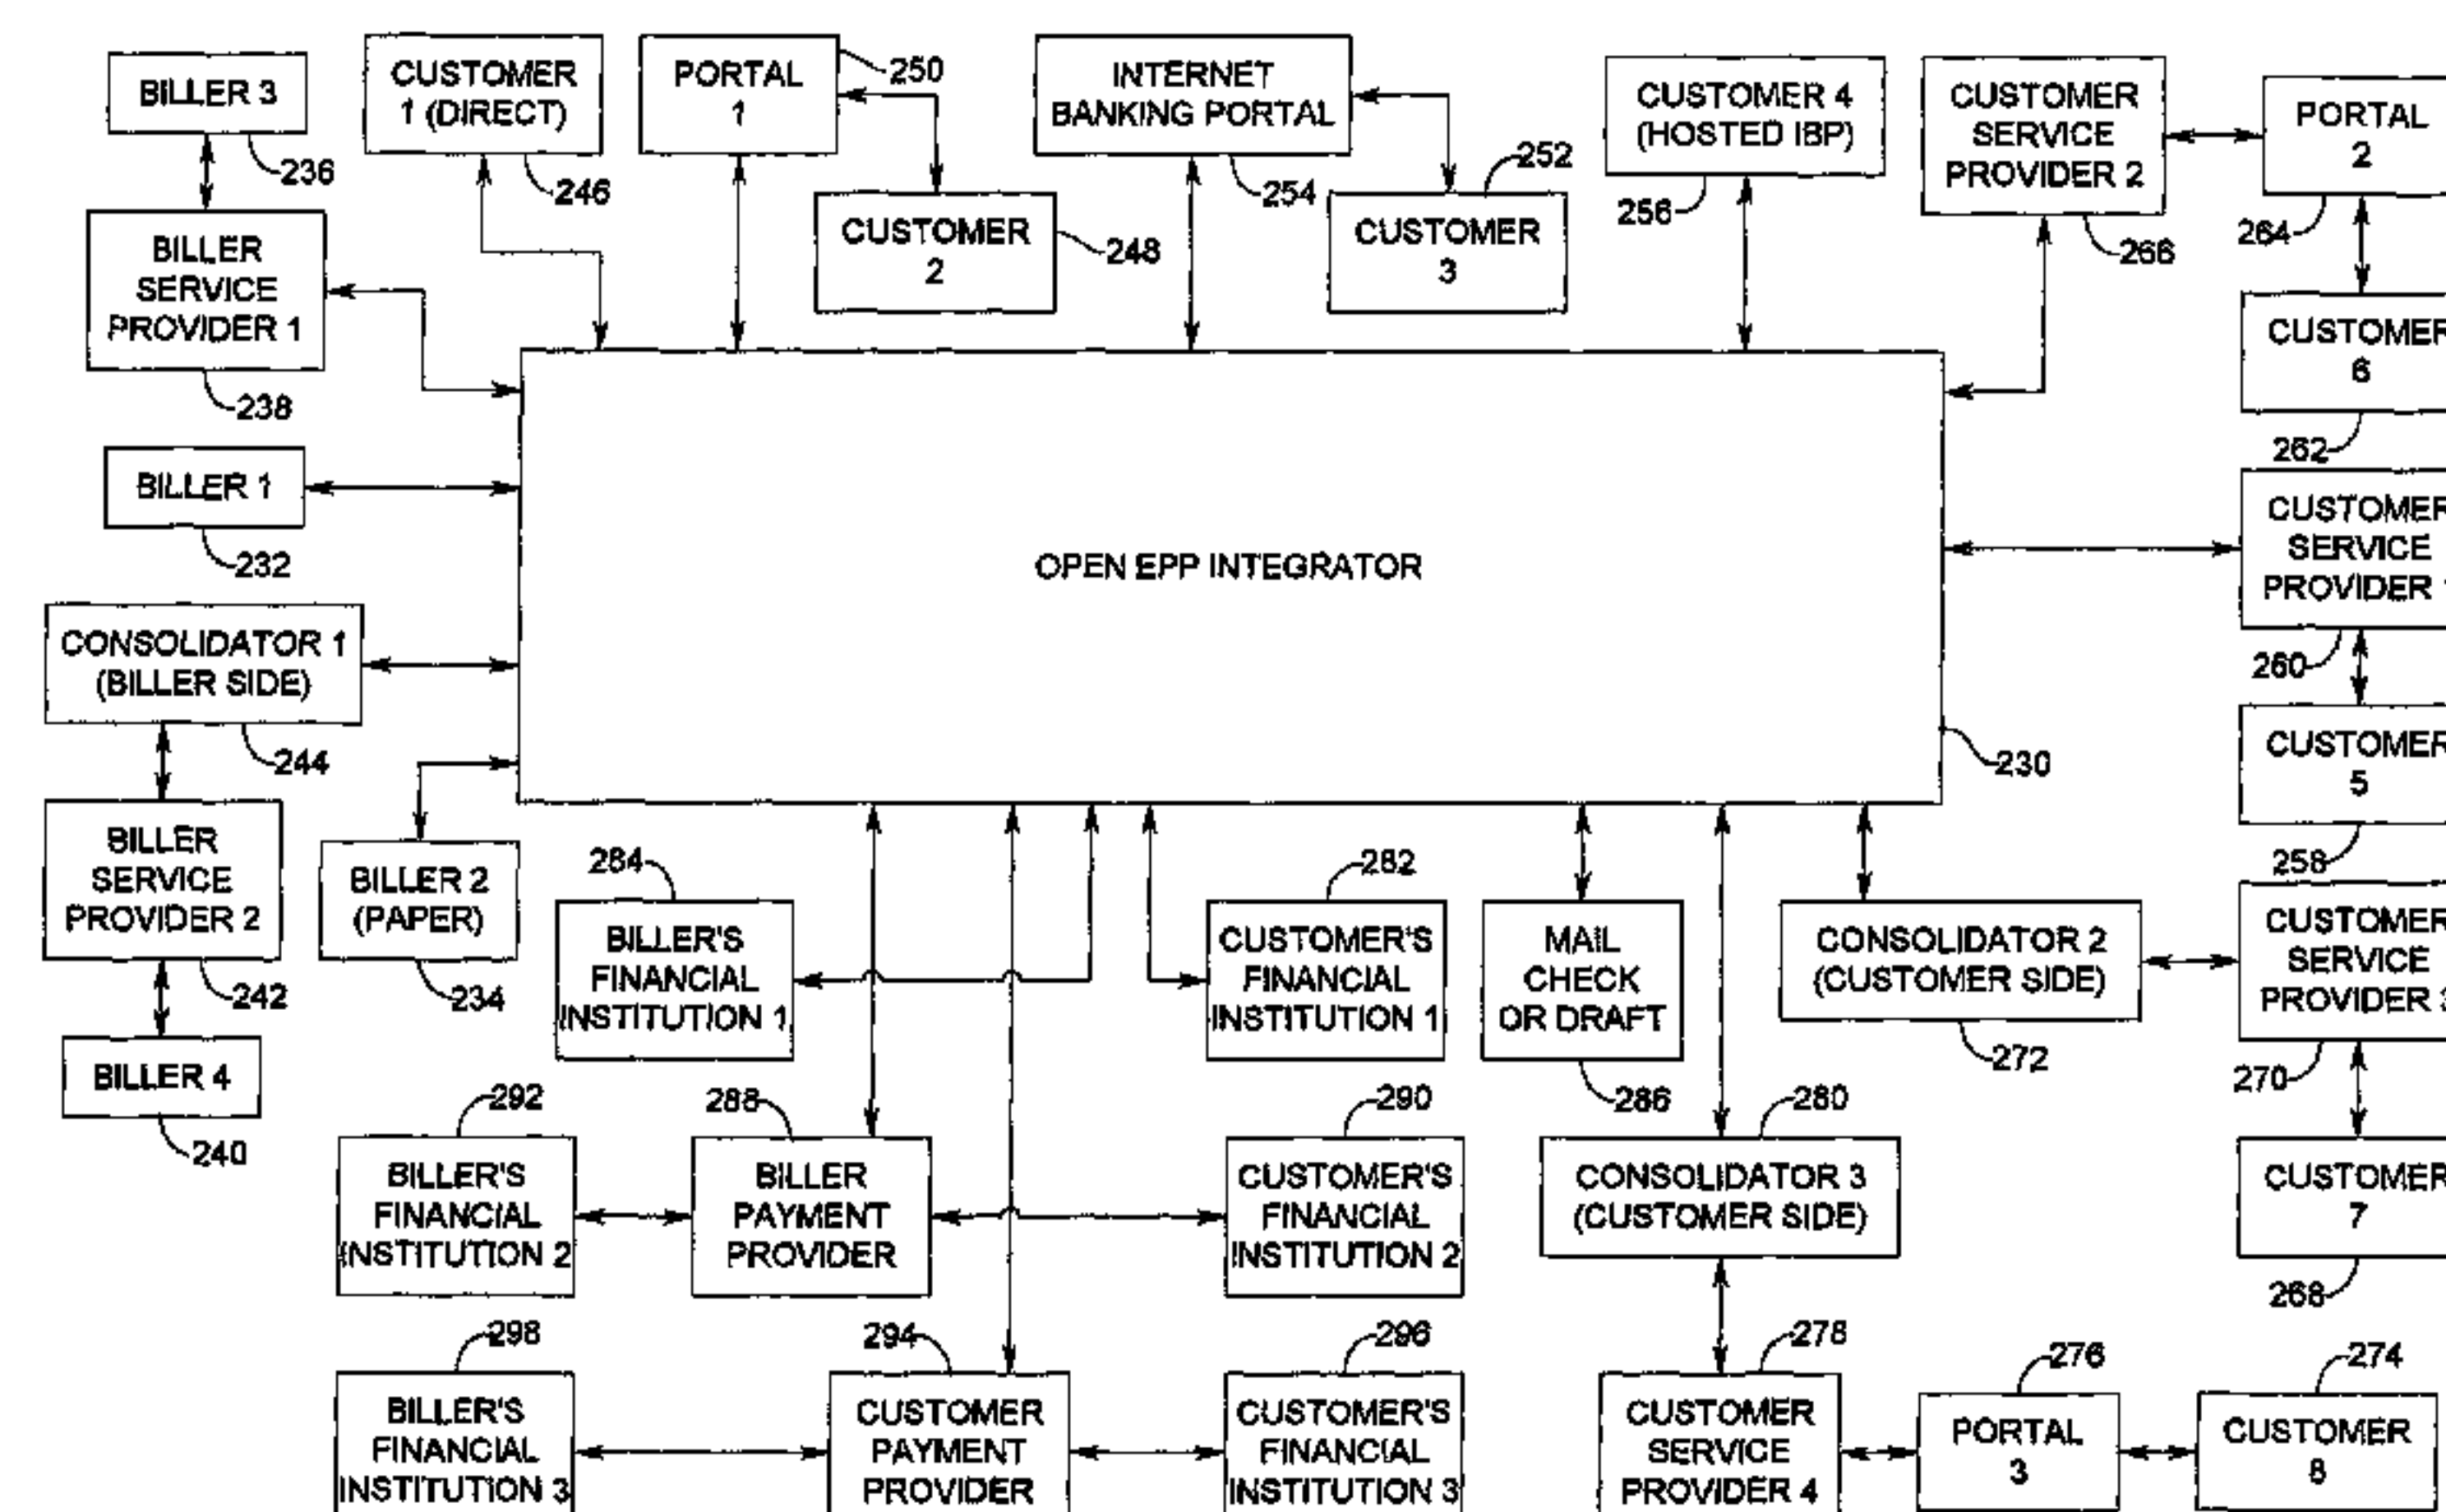 BILLER 3
236
CUSTOMER
1 (DIRECT)
246
PORTAL
1
250
CUSTOMER
2
248
INTERNET
BANKING PORTAL
254
252
CUSTOMER
3
CUSTOMER 4
(HOSTED IBP)
256
CUSTOMER
SERVICE
PROVIDER 2
266
PORTAL
2
264
BILLER
SERVICE
PROVIDER 1
238
CUSTOMER
6
262
BILLER 1
232
OPEN EPP INTEGRATOR
230
CUSTOMER
SERVICE
PROVIDER 1
260
CONSOLIDATOR 1
(BILLER SIDE)
244
CUSTOMER
5
258
BILLER
SERVICE
PROVIDER 2
242
BILLER 2
(PAPER)
234
284
BILLER'S
FINANCIAL
INSTITUTION 1
282
CUSTOMER'S
FINANCIAL
INSTITUTION 1
MAIL
CHECK
OR DRAFT
286
CONSOLIDATOR 2
(CUSTOMER SIDE)
272
CUSTOMER
SERVICE
PROVIDER 3
270
BILLER 4
240
292
BILLER'S
FINANCIAL
INSTITUTION 2
288
BILLER
PAYMENT
PROVIDER
290
CUSTOMER'S
FINANCIAL
INSTITUTION 2
280
CONSOLIDATOR 3
(CUSTOMER SIDE)
CUSTOMER
7
268
298
BILLER'S
FINANCIAL
INSTITUTION 3
294
CUSTOMER
PAYMENT
PROVIDER
296
CUSTOMER'S
FINANCIAL
INSTITUTION 3
278
CUSTOMER
SERVICE
PROVIDER 4
276
PORTAL
3
274
CUSTOMER
8